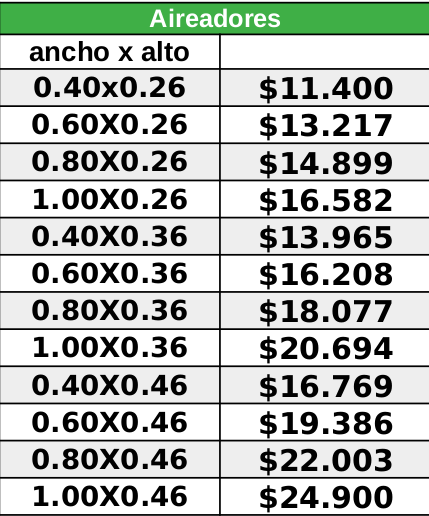 Aireadores
ancho x alto
0.40x0.26 $11.400
0.60X0.26 $13.217
0.80X0.26 $14.899
1.00X0.26 $16.582
0.40X0.36 $13.965
0.60X0.36 $16.208
0.80X0.36 $18.077
1.00X0.36 $20.694
0.40X0.46 $16.769
0.60X0.46 $19.386
0.80X0.46 $22.003
1.00X0.46 $24.900